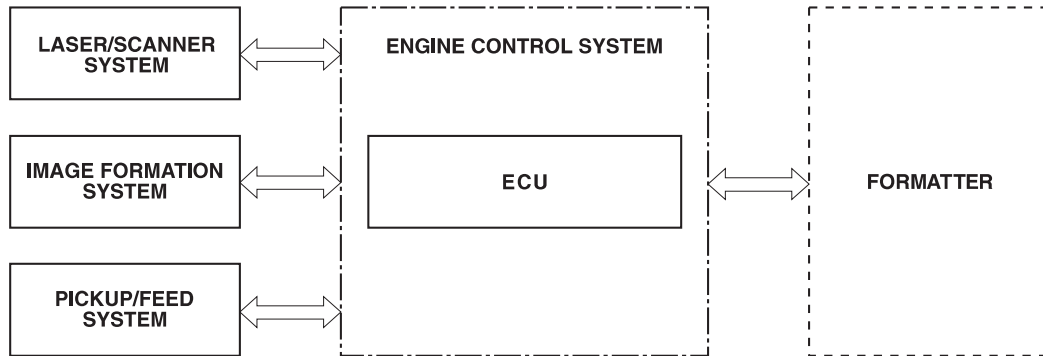 LASER/SCANNER
SYSTEM
ENGINE CONTROL SYSTEM
IMAGE FORMATION
SYSTEM
ECU
FORMATTER
PICKUP/FEED
SYSTEM